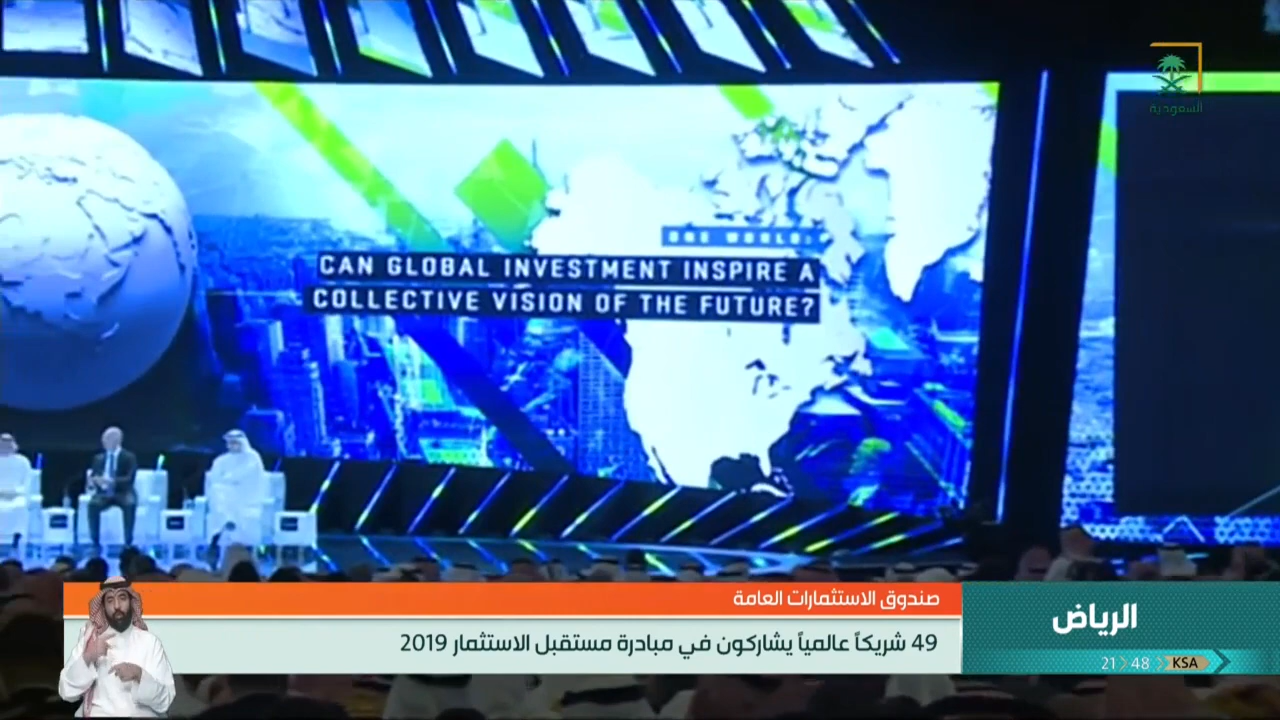 السعودية
ONE WORLD:
CAN GLOBAL INVESTMENT INSPIRE A
COLLECTIVE VISION OF THE FUTURE?
صندوق الاستثمارات العامة
49 شريكاً عالمياً يشاركون في مبادرة مستقبل الاستثمار 2019
الرياض
21 48 KSA